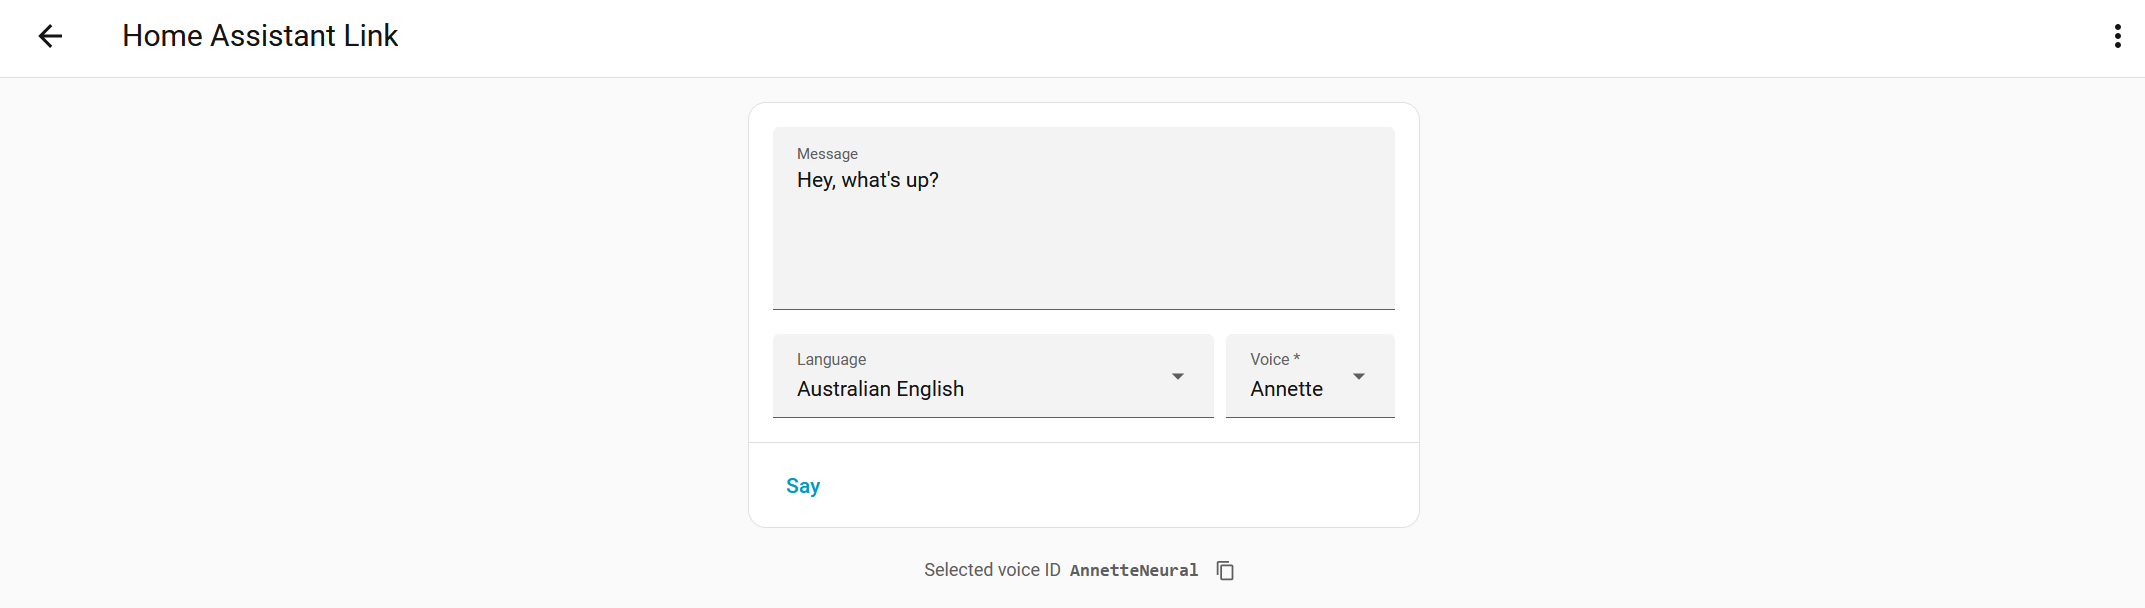 Home Assistant Link
Message
Hey, what's up?
Language
Australian English
Voice *
Annette
Say
Selected voice ID AnnetteNeural